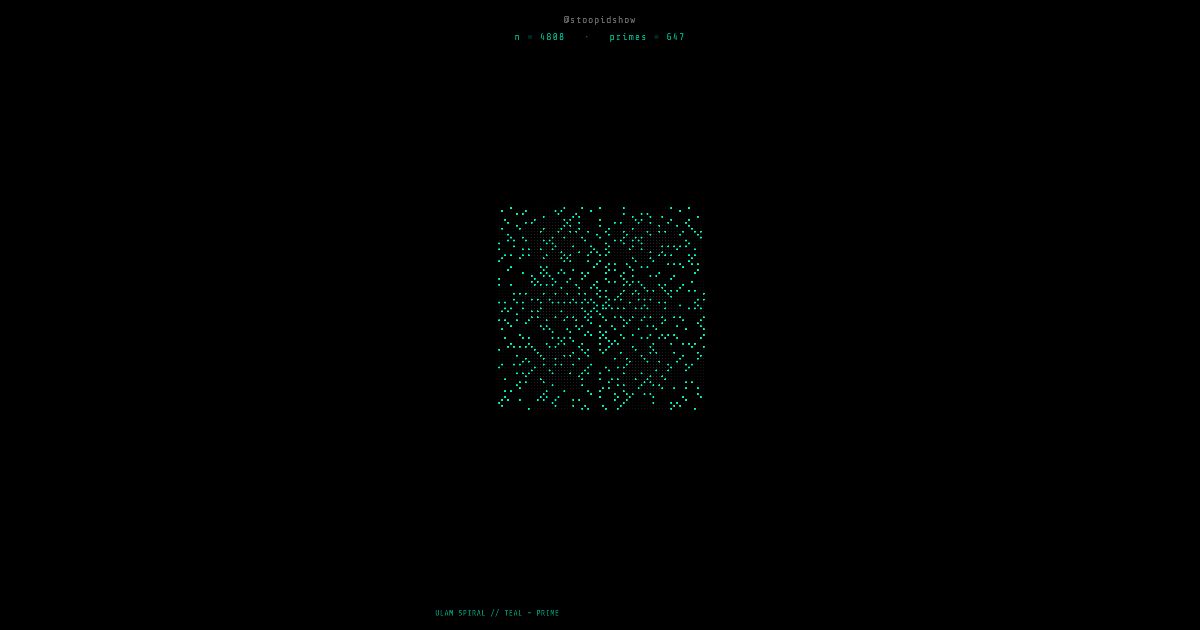 @stoopidshow
n = 4808 · primes = 647
ULAM SPIRAL // TEAL = PRIME